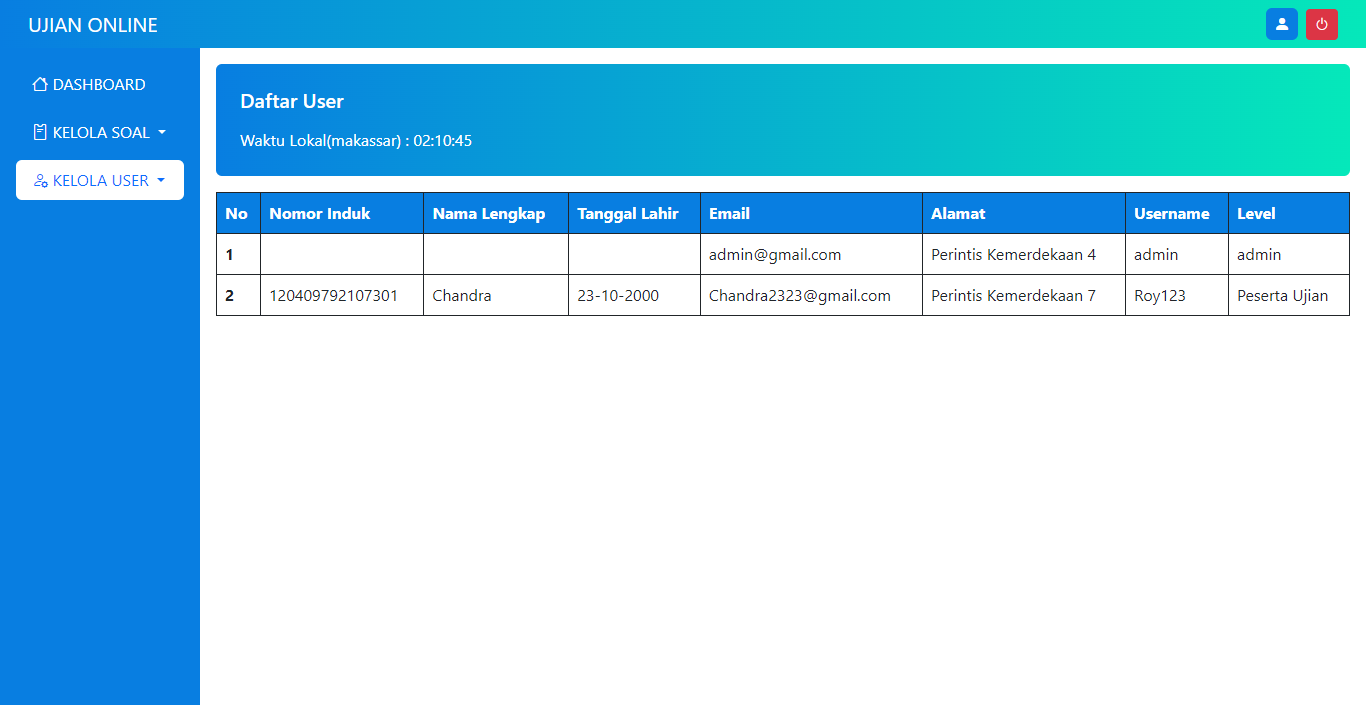 UJIAN ONLINE
DASHBOARD
KELOLA SOAL
KELOLA USER
Daftar User
Waktu Lokal(makassar) : 02:10:45
No Nomor Induk Nama Lengkap Tanggal Lahir Email Alamat Username Level
1 admin@gmail.com Perintis Kemerdekaan 4 admin admin
2 120409792107301 Chandra 23-10-2000 Chandra2323@gmail.com Perintis Kemerdekaan 7 Roy123 Peserta Ujian